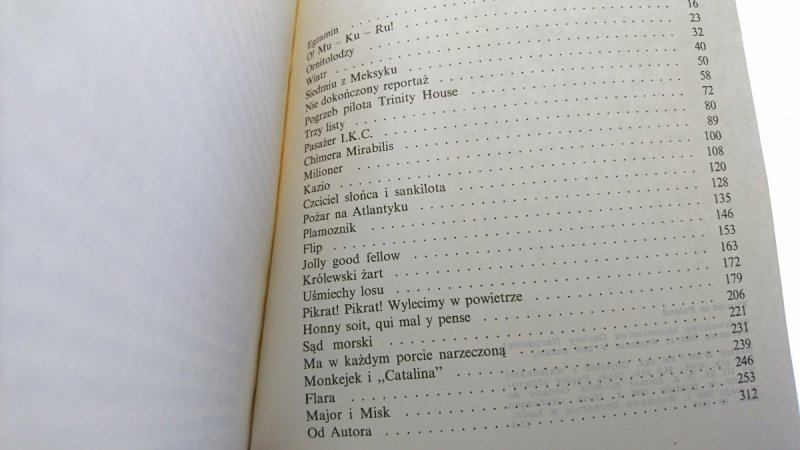 Egzamin
O! Mu – Ku – Ru! 16
Ornitolodzy 23
Wiatr 32
Siedmiu z Meksyku 40
Nie dokończony reportaż 50
Pogrzeb pilota Trinity House 58
Trzy listy 72
Pasażer I.K.C. 80
Chimera Mirabilis 89
Milioner 100
Kazio 108
Czciciel słońca i sankilota 120
Pożar na Atlantyku 128
Plamoznik 135
Flip 146
Jolly good fellow 153
Królewski żart 163
Uśmiechy losu 172
Pikrat! Pikrat! Wylecimy w powietrze 179
Honny soit, qui mal y pense 206
Sąd morski 221
Ma w każdym porcie narzeczoną 231
Monkejek i „Catalina” 239
Flara 246
Major i Misk 253
Od Autora 312